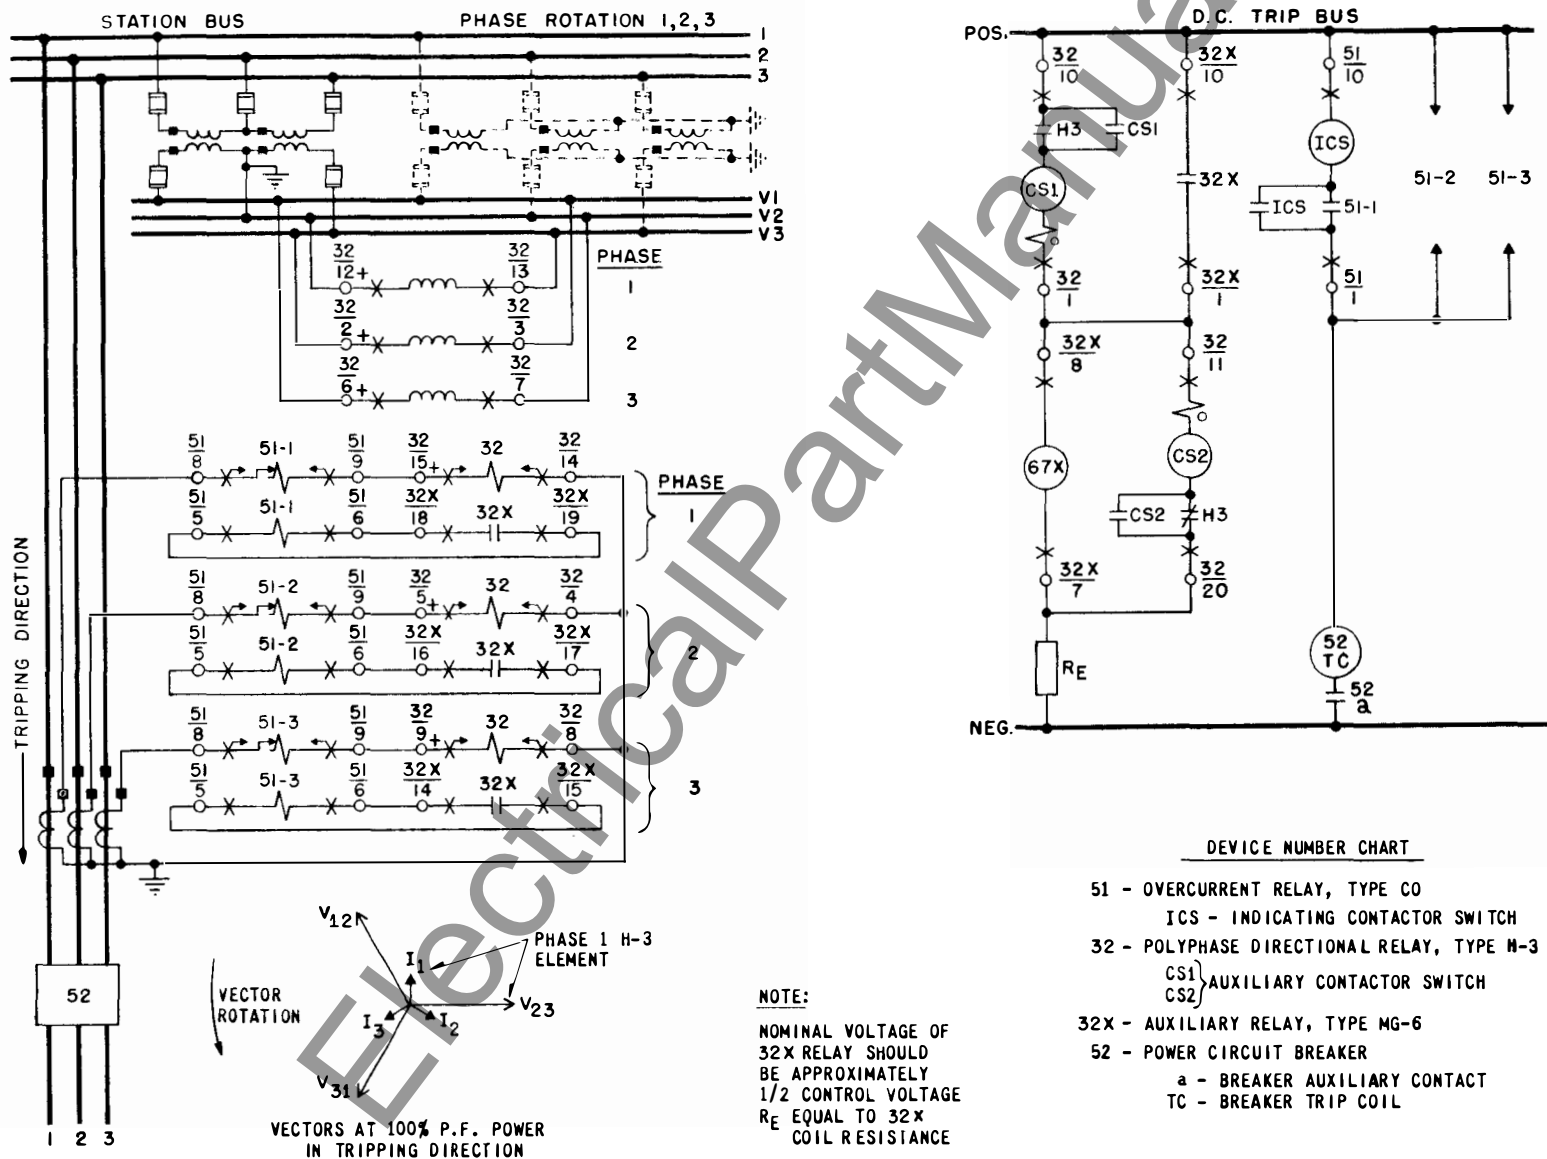 STATION BUS
PHASE ROTATION 1,2,3
1
2
3
V1
V2
V3
PHASE
32
12
+
32
13
1
32
2
+
32
3
2
32
6
+
32
7
3
PHASE
51
8
51-1
51
9
32
15
+
32
32
14
51
5
51-1
51
6
32X
18
32X
32X
19
1
51
8
51-2
51
9
32
5
+
32
32
4
51
5
51-2
51
6
32X
16
32X
32X
17
2
51
8
51-3
51
9
32
9
+
32
32
8
51
5
51-3
51
6
32X
14
32X
32X
15
3
TRIPPING DIRECTION
52
1 2 3
VECTOR
ROTATION
V12
I1
I3
I2
V23
V31
PHASE 1 H-3
ELEMENT
VECTORS AT 100% P.F. POWER
IN TRIPPING DIRECTION
NOTE:
NOMINAL VOLTAGE OF
32X RELAY SHOULD
BE APPROXIMATELY
1/2 CONTROL VOLTAGE
RE EQUAL TO 32X
COIL RESISIANCE
D.C. TRIP BUS
POS.
32
10
32X
10
51
10
H3
CS1
CS1
32X
ICS
ICS
51-1
51-2
51-3
32
1
32X
1
51
1
32X
8
32
11
67X
CS2
CS2
H3
32X
7
32
20
RE
52
TC
52
a
NEG.
DEVICE NUMBER CHART
51 - OVERCURRENT RELAY, TYPE CO
ICS - INDICATING CONTACTOR SWITCH
32 - POLYPHASE DIRECTIONAL RELAY, TYPE H-3
CS1
CS2
AUXILIARY CONTACTOR SWITCH
32X - AUXILIARY RELAY, TYPE MG-6
52 - POWER CIRCUIT BREAKER
a - BREAKER AUXILIARY CONTACT
TC - BREAKER TRIP COIL
ElectricalPartManua